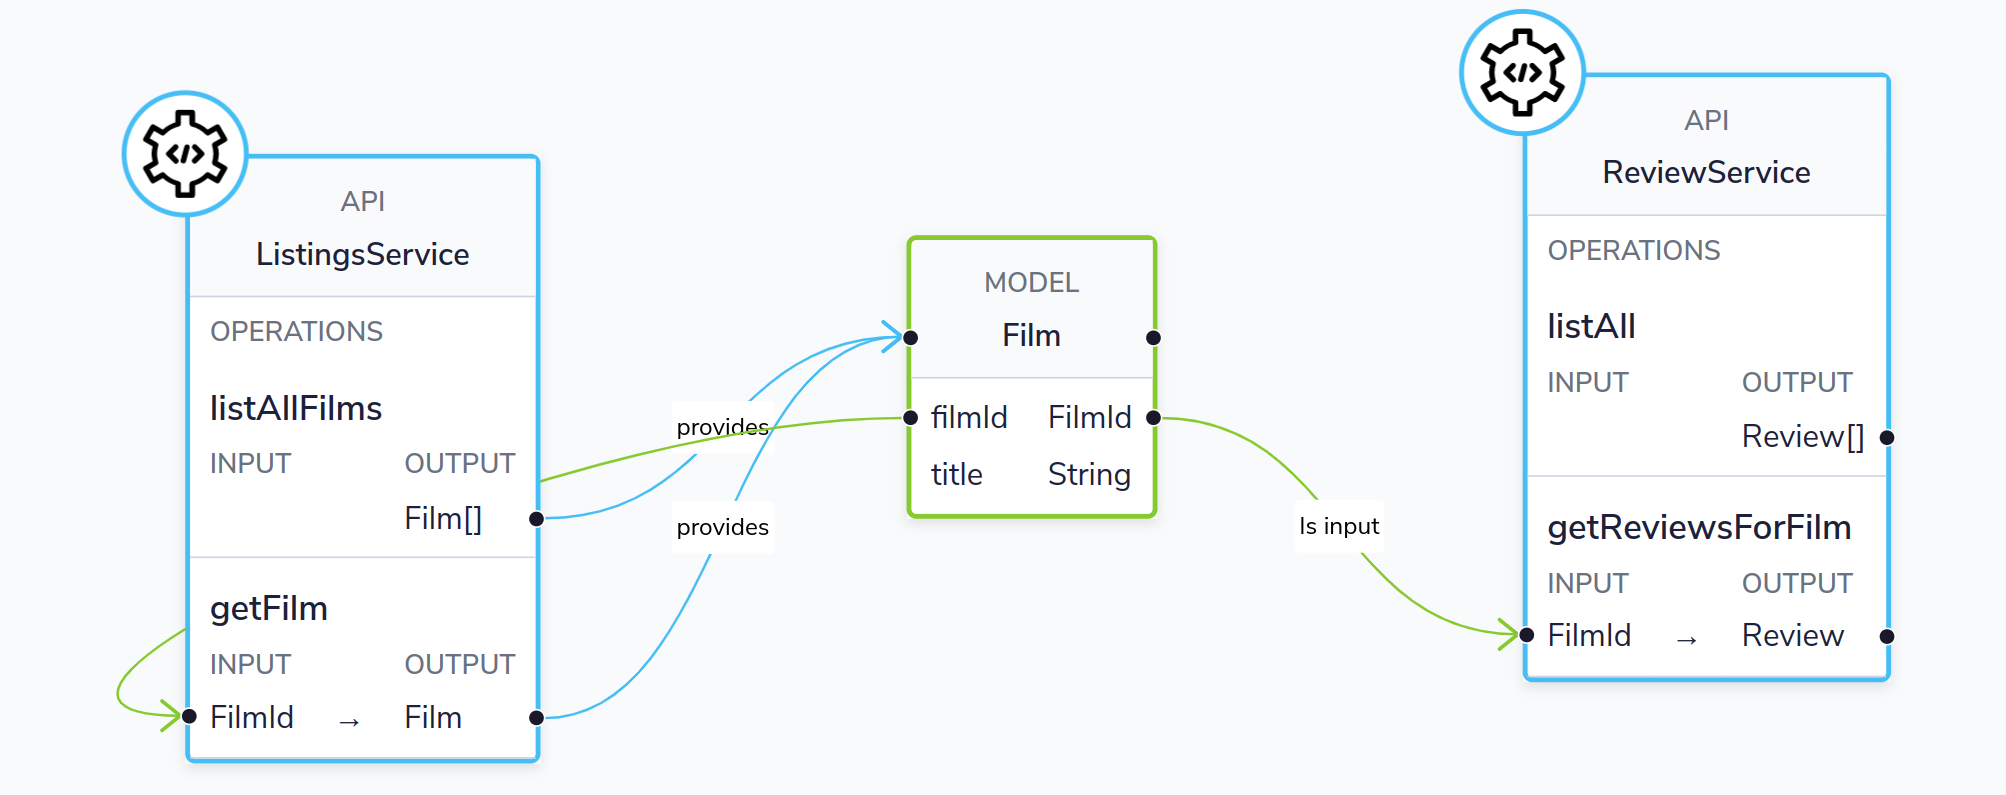 </>
API
ListingsService
OPERATIONS
listAllFilms
INPUT OUTPUT
Film[]
getFilm
INPUT OUTPUT
FilmId → Film
provides
provides
MODEL
Film
filmId FilmId
title String
Is input
</>
API
ReviewService
OPERATIONS
listAll
INPUT OUTPUT
Review[]
getReviewsForFilm
INPUT OUTPUT
FilmId → Review